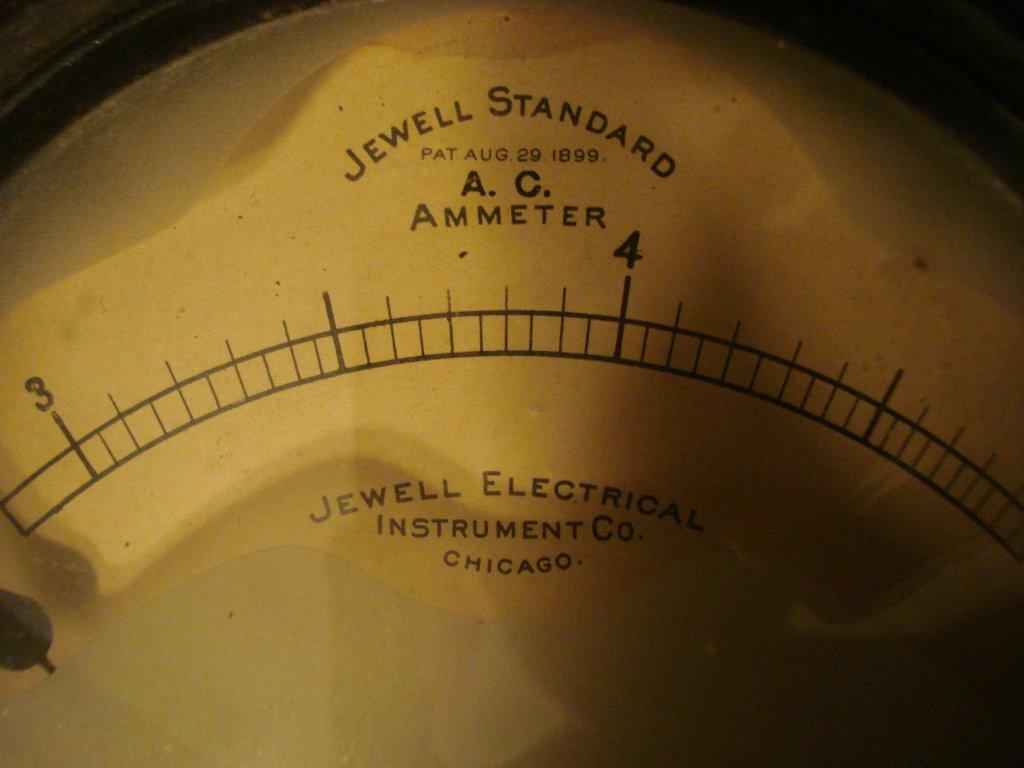 JEWELL STANDARD
PAT. AUG. 29. 1899.
A. C.
AMMETER
3 4
JEWELL ELECTRICAL
INSTRUMENT CO.
CHICAGO.